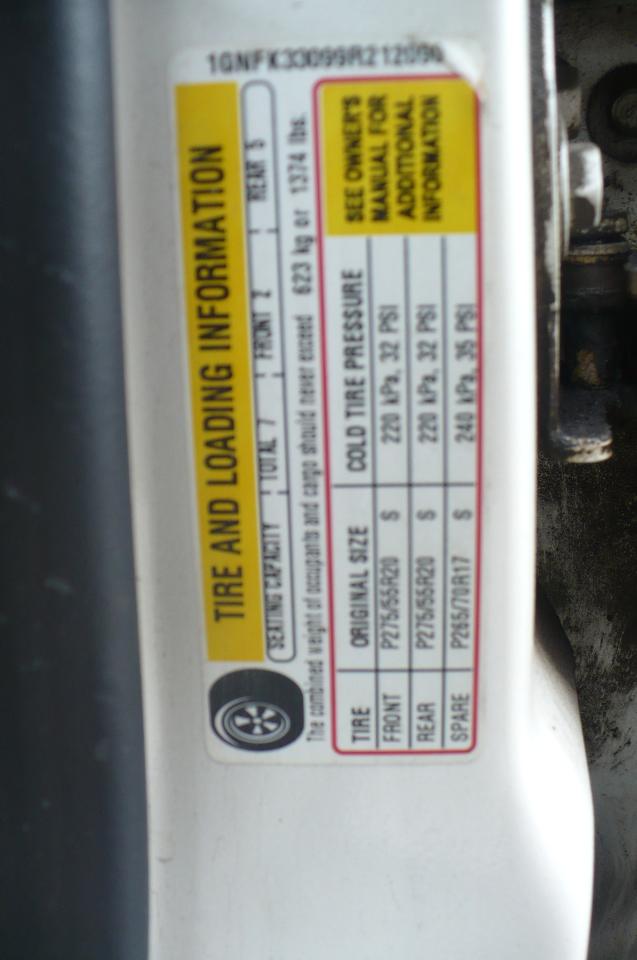 1GNFK33099R212090
TIRE AND LOADING INFORMATION
SEATING CAPACITY TOTAL 7 FRONT 2 REAR 5
The combined weight of occupants and cargo should never exceed 623 kg or 1374 lbs.
TIRE ORIGINAL SIZE COLD TIRE PRESSURE
FRONT P275/55R20 S 220 kPa, 32 PSI
REAR P275/55R20 S 220 kPa, 32 PSI
SPARE P265/70R17 S 240 kPa, 35 PSI
SEE OWNER'S
MANUAL FOR
ADDITIONAL
INFORMATION